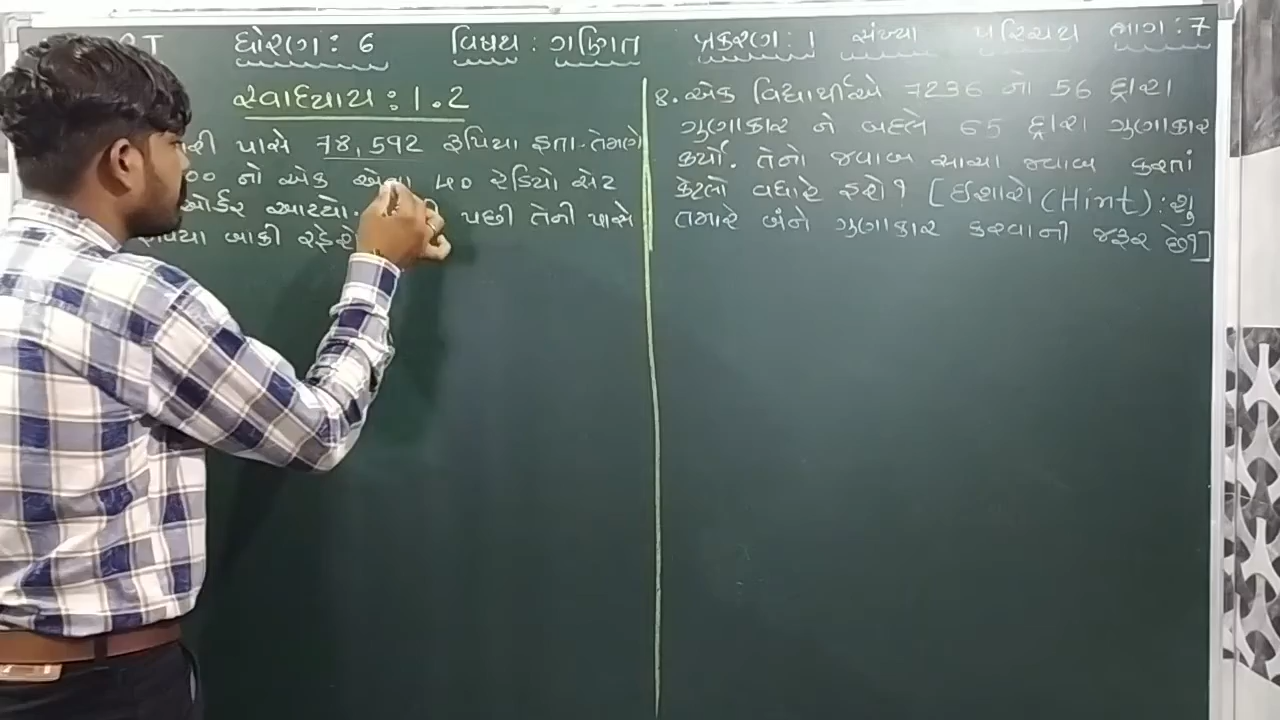 ધોરણ : 6 વિષય : ગણિત પ્રકરણ : 1 સંખ્યા પરિચય ભાગ : 7
સ્વાધ્યાય : 1.2
પાસે 78,592 રૂપિયા હતા. તેમણે
નો એક એવા 40 રેડિયો સેટ
ઓર્ડર આપ્યો. પછી તેની પાસે
રૂપિયા બાકી રહેશે
8. એક વિદ્યાર્થીએ 7236 ને 56 દ્વારા
ગુણાકાર ને બદલે 65 દ્વારા ગુણાકાર
કર્યો. તેનો જવાબ સાચા જવાબ કરતાં
કેટલો વધારે હશે? [ઈશારો (Hint) : શું
તમારે બંને ગુણાકાર કરવાની જરૂર છે?]